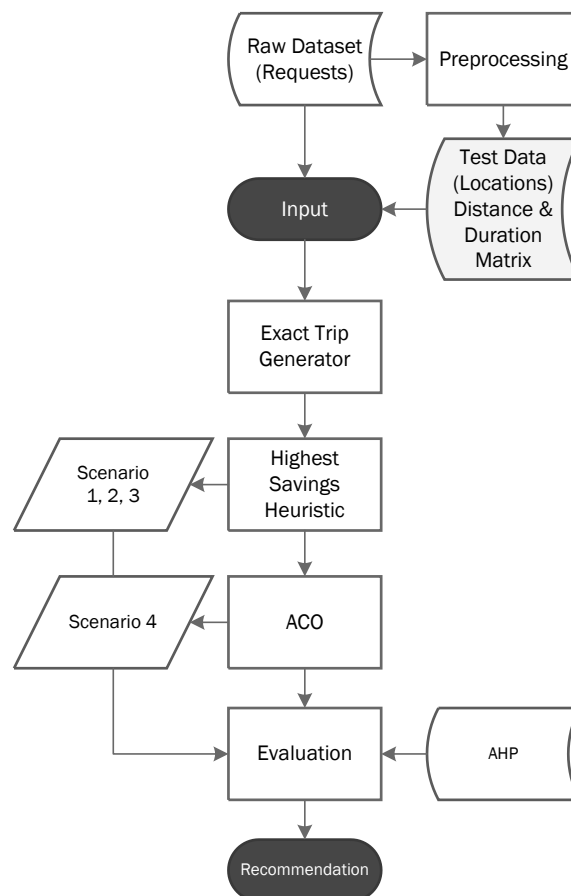 Raw Dataset
(Requests)
Preprocessing
Test Data
(Locations)
Distance &
Duration
Matrix
Input
Exact Trip
Generator
Highest
Savings
Heuristic
Scenario
1, 2, 3
ACO
Scenario 4
Evaluation
AHP
Recommendation